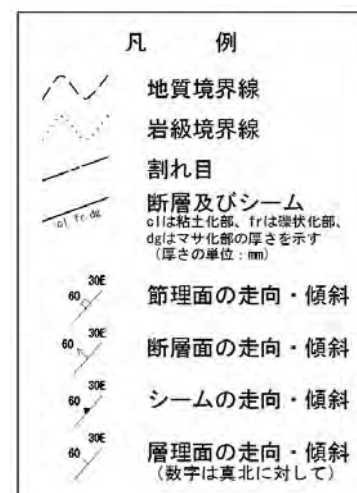 凡 例
地質境界線
岩級境界線
割れ目
断層及びシーム
cl fr dg
clは粘土化部、frは礫状化部、
dgはマサ化部の厚さを示す
(厚さの単位:mm)
30E
60
節理面の走向・傾斜
30E
60
断層面の走向・傾斜
30E
60
シームの走向・傾斜
30E
60
層理面の走向・傾斜
(数字は真北に対して)